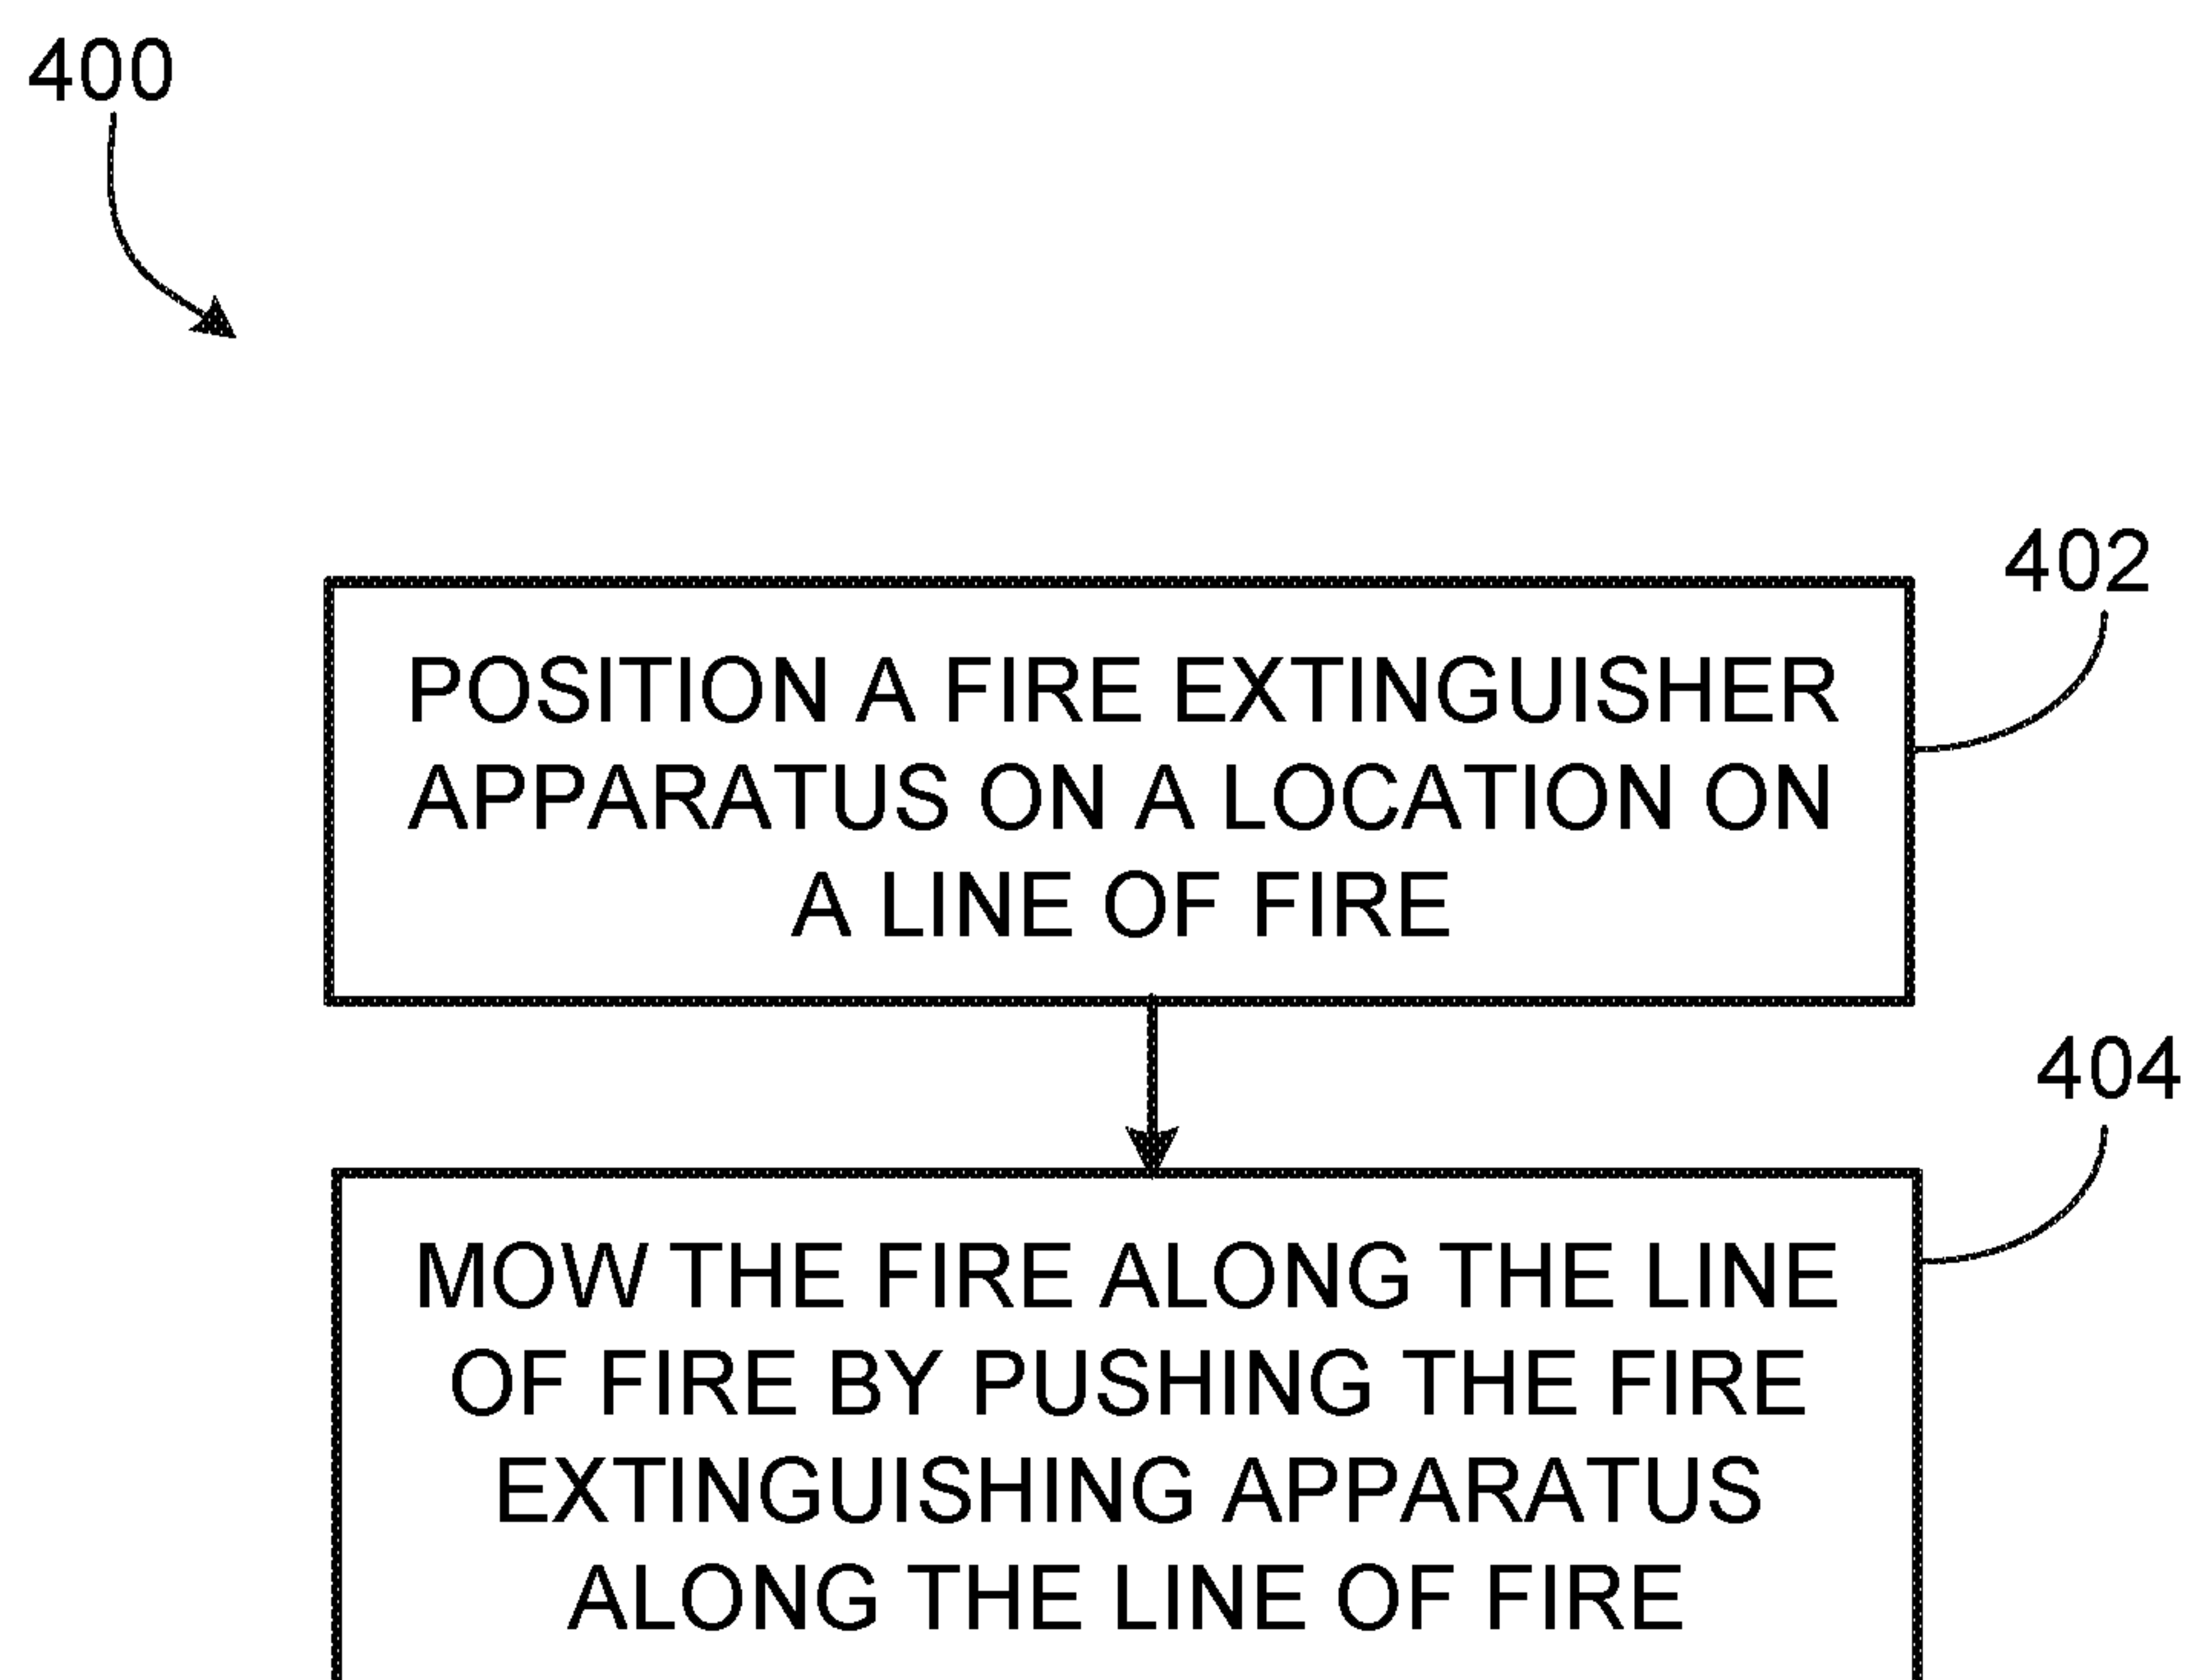 400
402
POSITION A FIRE EXTINGUISHER
APPARATUS ON A LOCATION ON
A LINE OF FIRE
404
MOW THE FIRE ALONG THE LINE
OF FIRE BY PUSHING THE FIRE
EXTINGUISHING APPARATUS
ALONG THE LINE OF FIRE